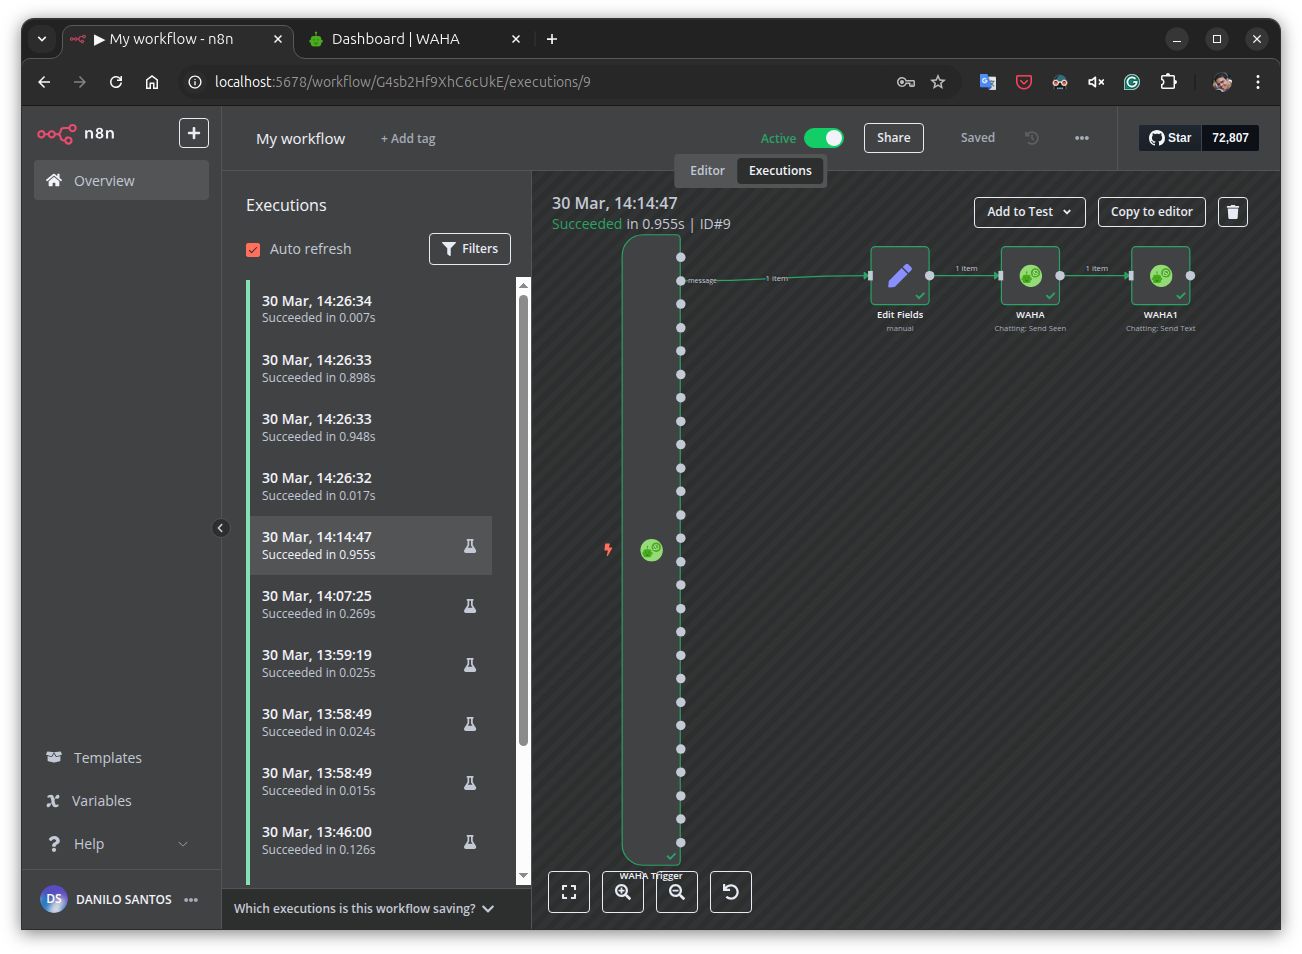 ▶ My workflow - n8n
Dashboard | WAHA
localhost:5678/workflow/G4sb2Hf9XhC6cUkE/executions/9
n8n
My workflow
+ Add tag
Active
Share
Saved
Star
72,807
Overview
Editor
Executions
Executions
30 Mar, 14:14:47
Succeeded in 0.955s | ID#9
Add to Test
Copy to editor
Auto refresh
Filters
30 Mar, 14:26:34
Succeeded in 0.007s
30 Mar, 14:26:33
Succeeded in 0.898s
30 Mar, 14:26:33
Succeeded in 0.948s
30 Mar, 14:26:32
Succeeded in 0.017s
30 Mar, 14:14:47
Succeeded in 0.955s
30 Mar, 14:07:25
Succeeded in 0.269s
30 Mar, 13:59:19
Succeeded in 0.025s
30 Mar, 13:58:49
Succeeded in 0.024s
30 Mar, 13:58:49
Succeeded in 0.015s
30 Mar, 13:46:00
Succeeded in 0.126s
Which executions is this workflow saving?
message
1 item
1 item
1 item
Edit Fields
manual
WAHA
Chatting: Send Seen
WAHA1
Chatting: Send Text
WAHA Trigger
Templates
Variables
Help
DS
DANILO SANTOS